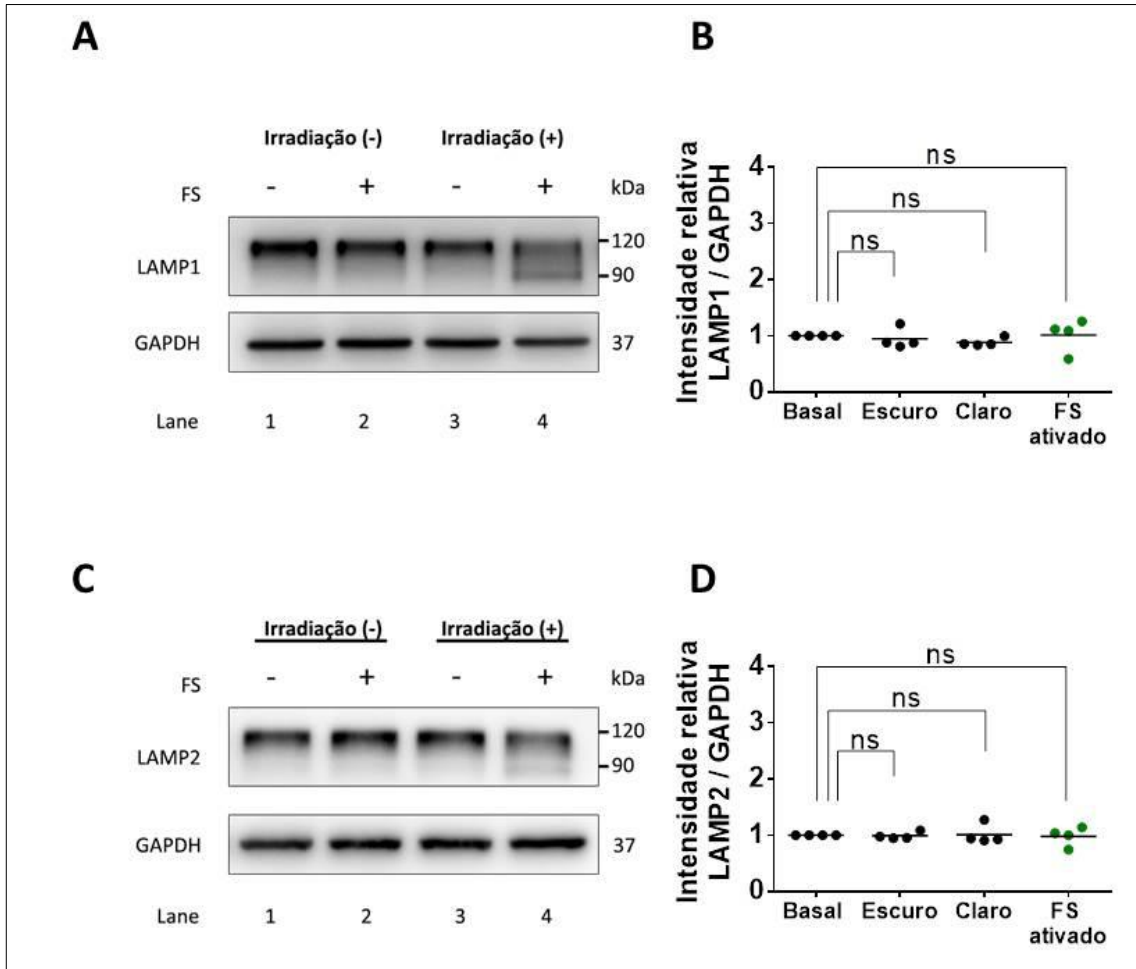 A
Irradiação (-) Irradiação (+)
FS - + - + kDa
LAMP1 120
90
GAPDH 37
Lane 1 2 3 4
B
Intensidade relativa
LAMP1 / GAPDH
4
3
2
1
0
ns
ns
ns
Basal Escuro Claro FS
ativado
C
Irradiação (-) Irradiação (+)
FS - + - + kDa
LAMP2 120
90
GAPDH 37
Lane 1 2 3 4
D
Intensidade relativa
LAMP2 / GAPDH
4
3
2
1
0
ns
ns
ns
Basal Escuro Claro FS
ativado